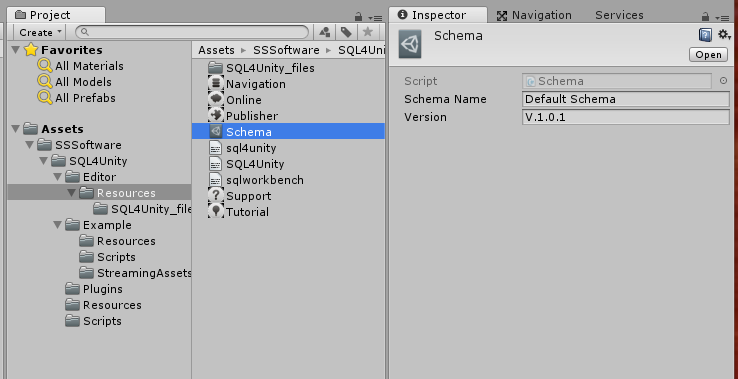 Project
Create
Favorites
All Materials
All Models
All Prefabs
Assets
SSSoftware
SQL4Unity
Editor
Resources
SQL4Unity_file
Example
Resources
Scripts
StreamingAssets
Plugins
Resources
Scripts
Assets SSSoftware SQL4Uni
SQL4Unity_files
Navigation
Online
Publisher
Schema
sql4unity
SQL4Unity
sqlworkbench
Support
Tutorial
Inspector Navigation Services
Schema
Open
Script Schema
Schema Name Default Schema
Version V.1.0.1